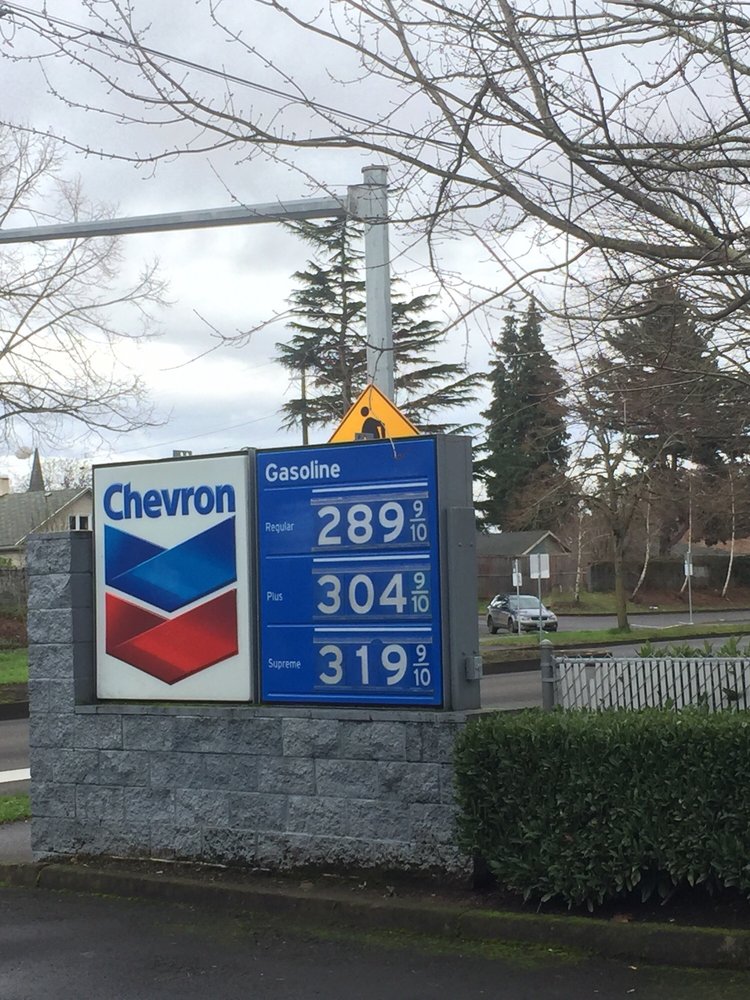 Chevron
Gasoline
Regular 289 9/10
Plus 304 9/10
Supreme 319 9/10